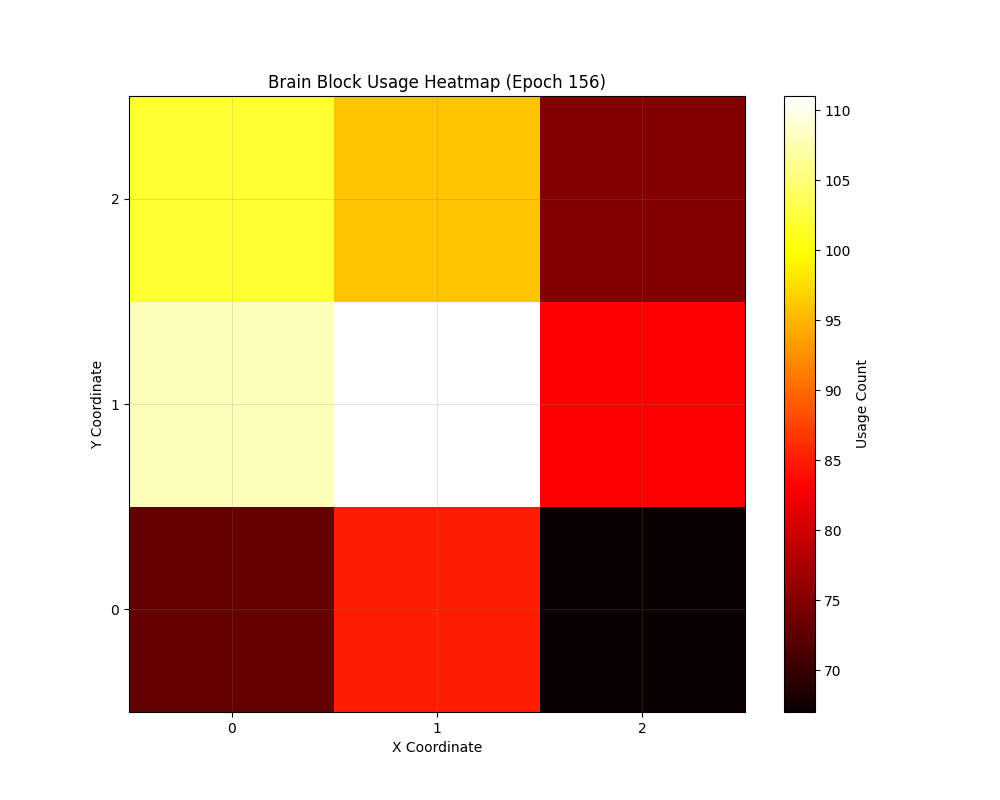 Brain Block Usage Heatmap (Epoch 156)
110
105
100
95
90
85
80
75
70
Usage Count
2
1
0
Y Coordinate
0 1 2
X Coordinate